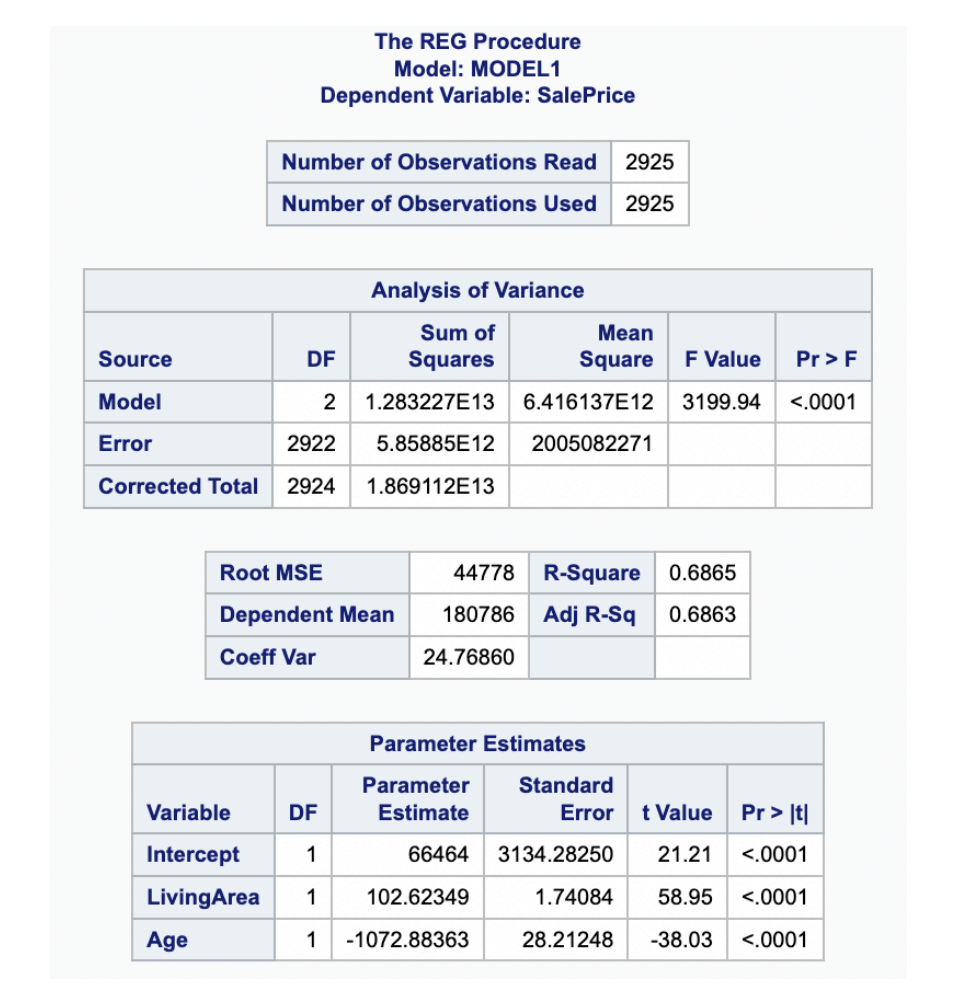 The REG Procedure
Model: MODEL1
Dependent Variable: SalePrice
Number of Observations Read 2925
Number of Observations Used 2925
Analysis of Variance
Source DF Sum of Squares Mean Square F Value Pr > F
Model 2 1.283227E13 6.416137E12 3199.94 <.0001
Error 2922 5.85885E12 2005082271
Corrected Total 2924 1.869112E13
Root MSE 44778 R-Square 0.6865
Dependent Mean 180786 Adj R-Sq 0.6863
Coeff Var 24.76860
Parameter Estimates
Variable DF Parameter Estimate Standard Error t Value Pr > |t|
Intercept 1 66464 3134.28250 21.21 <.0001
LivingArea 1 102.62349 1.74084 58.95 <.0001
Age 1 -1072.88363 28.21248 -38.03 <.0001